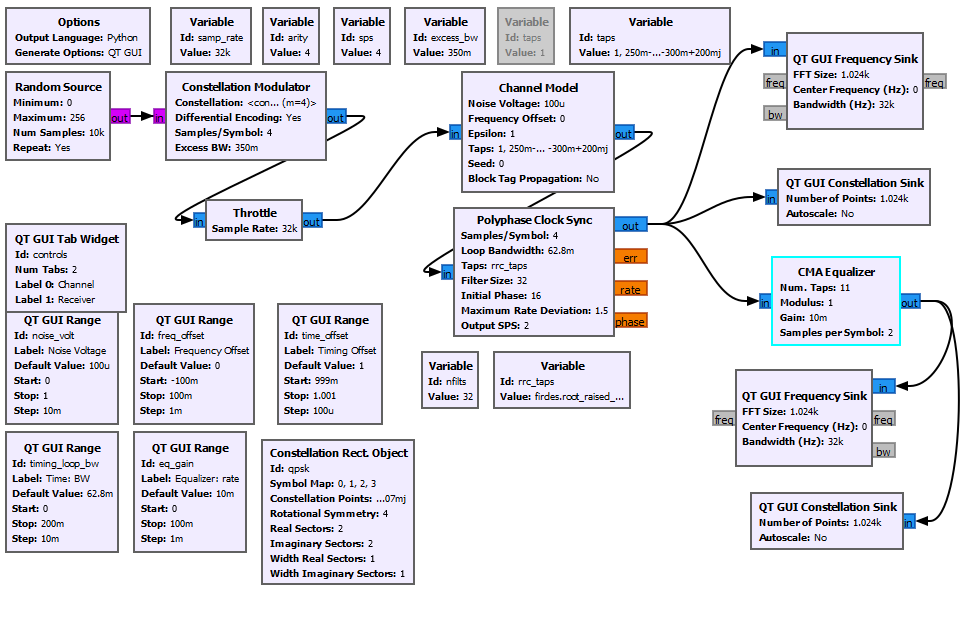 Options
Output Language: Python
Generate Options: QT GUI
Variable
Id: samp_rate
Value: 32k
Variable
Id: arity
Value: 4
Variable
Id: sps
Value: 4
Variable
Id: excess_bw
Value: 350m
Variable
Id: taps
Value: 1
Variable
Id: taps
Value: 1, 250m-...-300m+200mj
Random Source
Minimum: 0
Maximum: 256
Num Samples: 10k
Repeat: Yes
out
in
Constellation Modulator
Constellation: <con... (m=4)>
Differential Encoding: Yes
Samples/Symbol: 4
Excess BW: 350m
out
in
Throttle
Sample Rate: 32k
out
in
Channel Model
Noise Voltage: 100u
Frequency Offset: 0
Epsilon: 1
Taps: 1, 250m-... -300m+200mj
Seed: 0
Block Tag Propagation: No
out
in
Polyphase Clock Sync
Samples/Symbol: 4
Loop Bandwidth: 62.8m
Taps: rrc_taps
Filter Size: 32
Initial Phase: 16
Maximum Rate Deviation: 1.5
Output SPS: 2
out
err
rate
phase
in
freq
bw
QT GUI Frequency Sink
FFT Size: 1.024k
Center Frequency (Hz): 0
Bandwidth (Hz): 32k
freq
in
QT GUI Constellation Sink
Number of Points: 1.024k
Autoscale: No
in
CMA Equalizer
Num. Taps: 11
Modulus: 1
Gain: 10m
Samples per Symbol: 2
out
QT GUI Tab Widget
Id: controls
Num Tabs: 2
Label 0: Channel
Label 1: Receiver
QT GUI Range
Id: noise_volt
Label: Noise Voltage
Default Value: 100u
Start: 0
Stop: 1
Step: 10m
QT GUI Range
Id: freq_offset
Label: Frequency Offset
Default Value: 0
Start: -100m
Stop: 100m
Step: 1m
QT GUI Range
Id: time_offset
Label: Timing Offset
Default Value: 1
Start: 999m
Stop: 1.001
Step: 100u
Variable
Id: nfilts
Value: 32
Variable
Id: rrc_taps
Value: firdes.root_raised_...
freq
QT GUI Frequency Sink
FFT Size: 1.024k
Center Frequency (Hz): 0
Bandwidth (Hz): 32k
in
freq
bw
QT GUI Range
Id: timing_loop_bw
Label: Time: BW
Default Value: 62.8m
Start: 0
Stop: 200m
Step: 10m
QT GUI Range
Id: eq_gain
Label: Equalizer: rate
Default Value: 10m
Start: 0
Stop: 100m
Step: 1m
Constellation Rect. Object
Id: qpsk
Symbol Map: 0, 1, 2, 3
Constellation Points: ...07mj
Rotational Symmetry: 4
Real Sectors: 2
Imaginary Sectors: 2
Width Real Sectors: 1
Width Imaginary Sectors: 1
QT GUI Constellation Sink
Number of Points: 1.024k
Autoscale: No
in